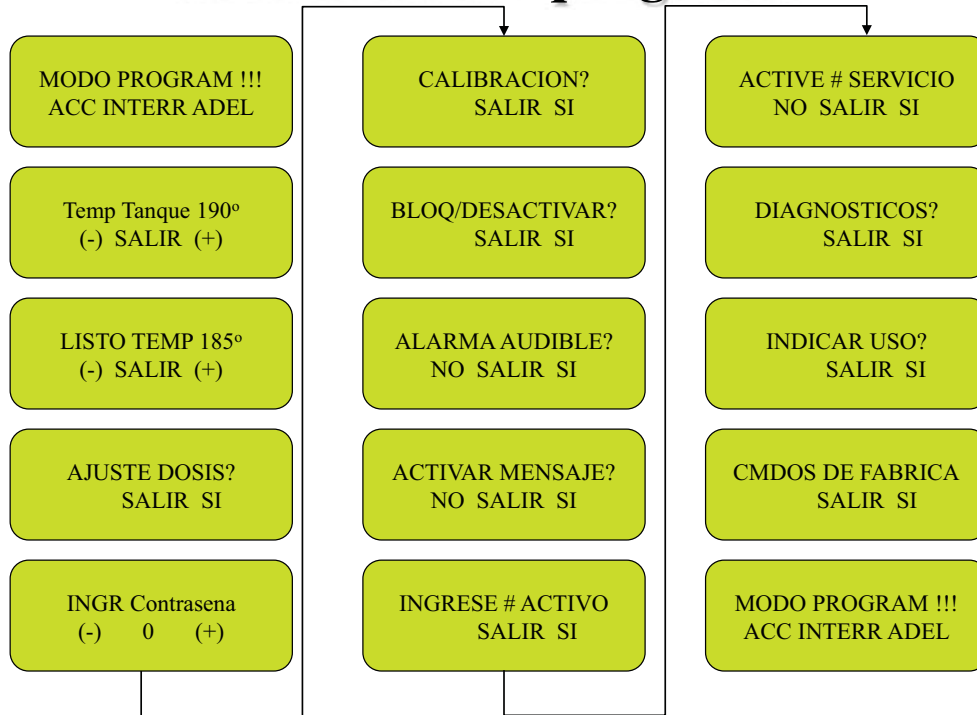 MODO PROGRAM !!!
ACC INTERR ADEL
Temp Tanque 190º
(-) SALIR (+)
LISTO TEMP 185º
(-) SALIR (+)
AJUSTE DOSIS?
SALIR SI
INGR Contrasena
(-) 0 (+)
CALIBRACION?
SALIR SI
BLOQ/DESACTIVAR?
SALIR SI
ALARMA AUDIBLE?
NO SALIR SI
ACTIVAR MENSAJE?
NO SALIR SI
INGRESE # ACTIVO
SALIR SI
ACTIVE # SERVICIO
NO SALIR SI
DIAGNOSTICOS?
SALIR SI
INDICAR USO?
SALIR SI
CMDOS DE FABRICA
SALIR SI
MODO PROGRAM !!!
ACC INTERR ADEL